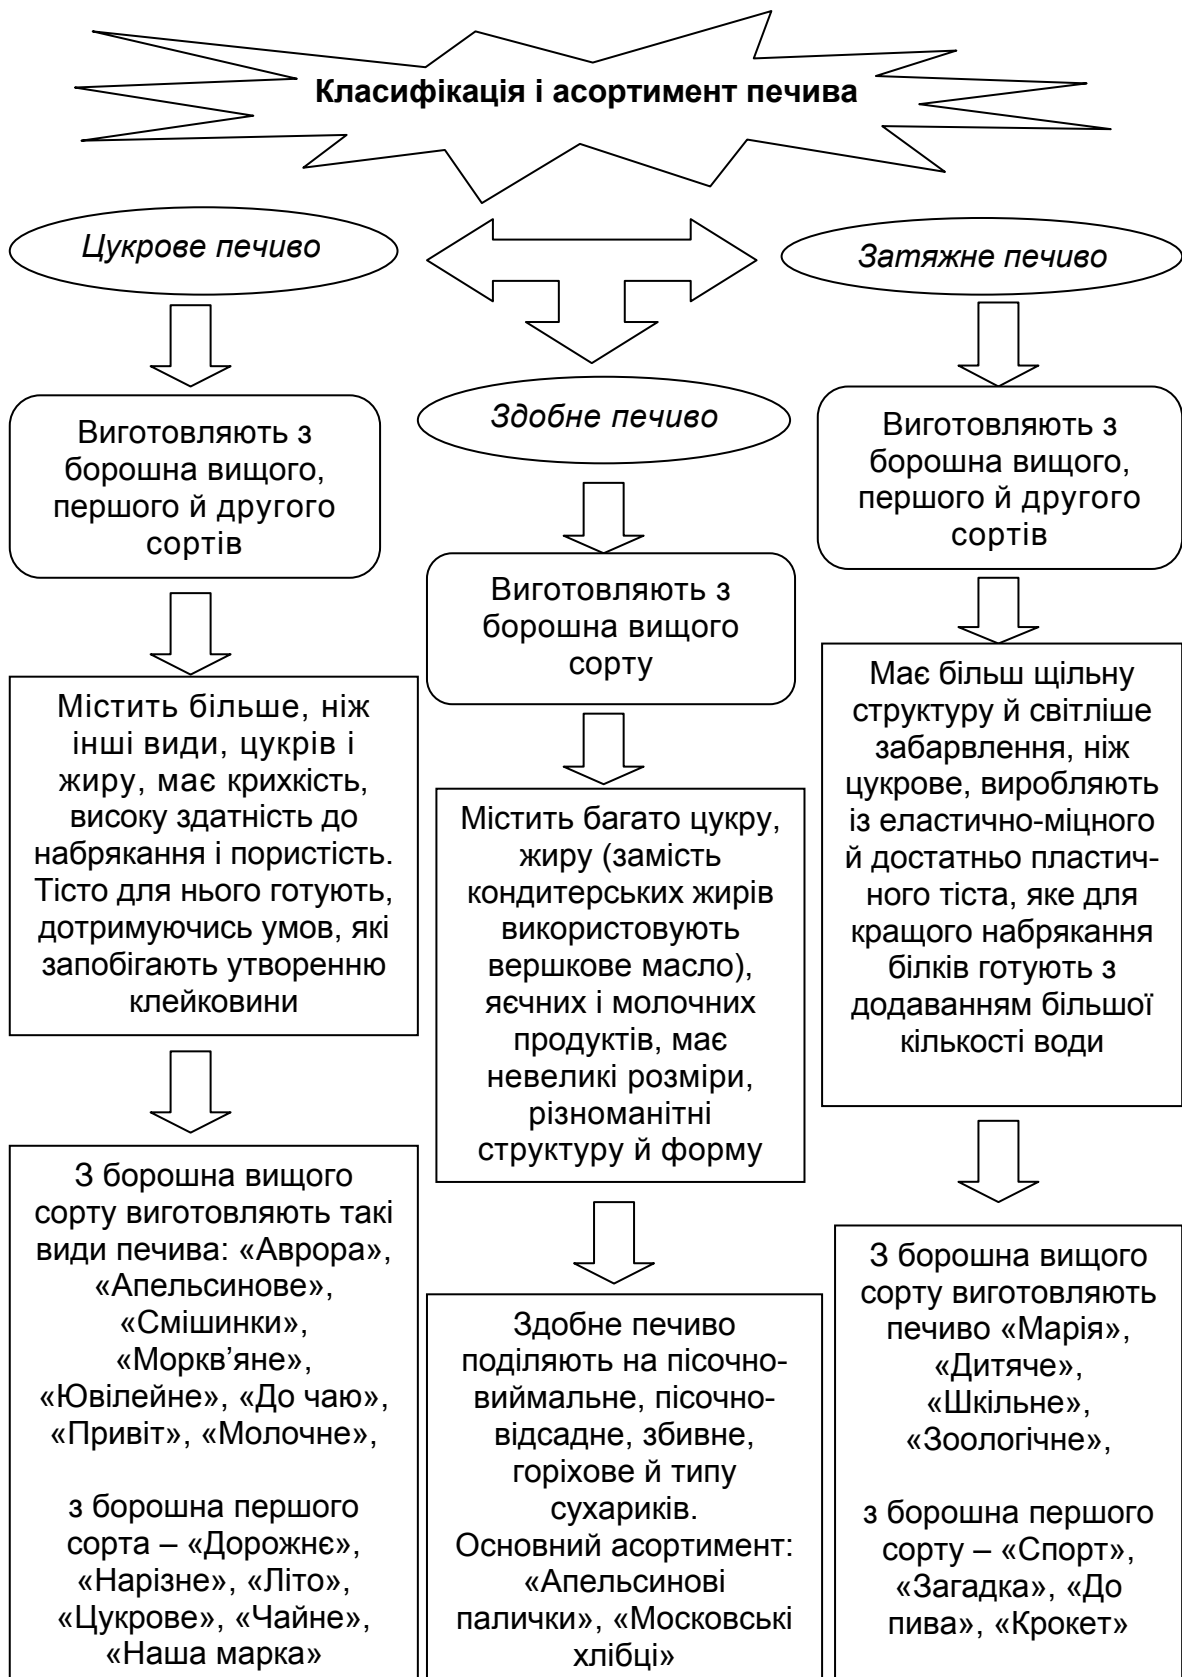 Класифікація і асортимент печива
Цукрове печиво
Виготовляють з
борошна вищого,
першого й другого
сортів
Містить більше, ніж
інші види, цукрів і
жиру, має крихкість,
високу здатність до
набрякання і пористість.
Тісто для нього готують,
дотримуючись умов, які
запобігають утворенню
клейковини
З борошна вищого
сорту виготовляють такі
види печива: «Аврора»,
«Апельсинове»,
«Смішинки»,
«Моркв’яне»,
«Ювілейне», «До чаю»,
«Привіт», «Молочне»,
з борошна першого
сорта – «Дорожнє»,
«Нарізне», «Літо»,
«Цукрове», «Чайне»,
«Наша марка»
Здобне печиво
Виготовляють з
борошна вищого
сорту
Містить багато цукру,
жиру (замість
кондитерських жирів
використовують
вершкове масло),
яєчних і молочних
продуктів, має
невеликі розміри,
різноманітні
структуру й форму
Здобне печиво
поділяють на пісочно-
виймальне, пісочно-
відсадне, збивне,
горіхове й типу
сухариків.
Основний асортимент:
«Апельсинові
палички», «Московські
хлібці»
Затяжне печиво
Виготовляють з
борошна вищого,
першого й другого
сортів
Має більш щільну
структуру й світліше
забарвлення, ніж
цукрове, виробляють
із еластично-міцного
й достатньо пластич-
ного тіста, яке для
кращого набрякання
білків готують з
додаванням більшої
кількості води
З борошна вищого
сорту виготовляють
печиво «Марія»,
«Дитяче»,
«Шкільне»,
«Зоологічне»,
з борошна першого
сорту – «Спорт»,
«Загадка», «До
пива», «Крокет»